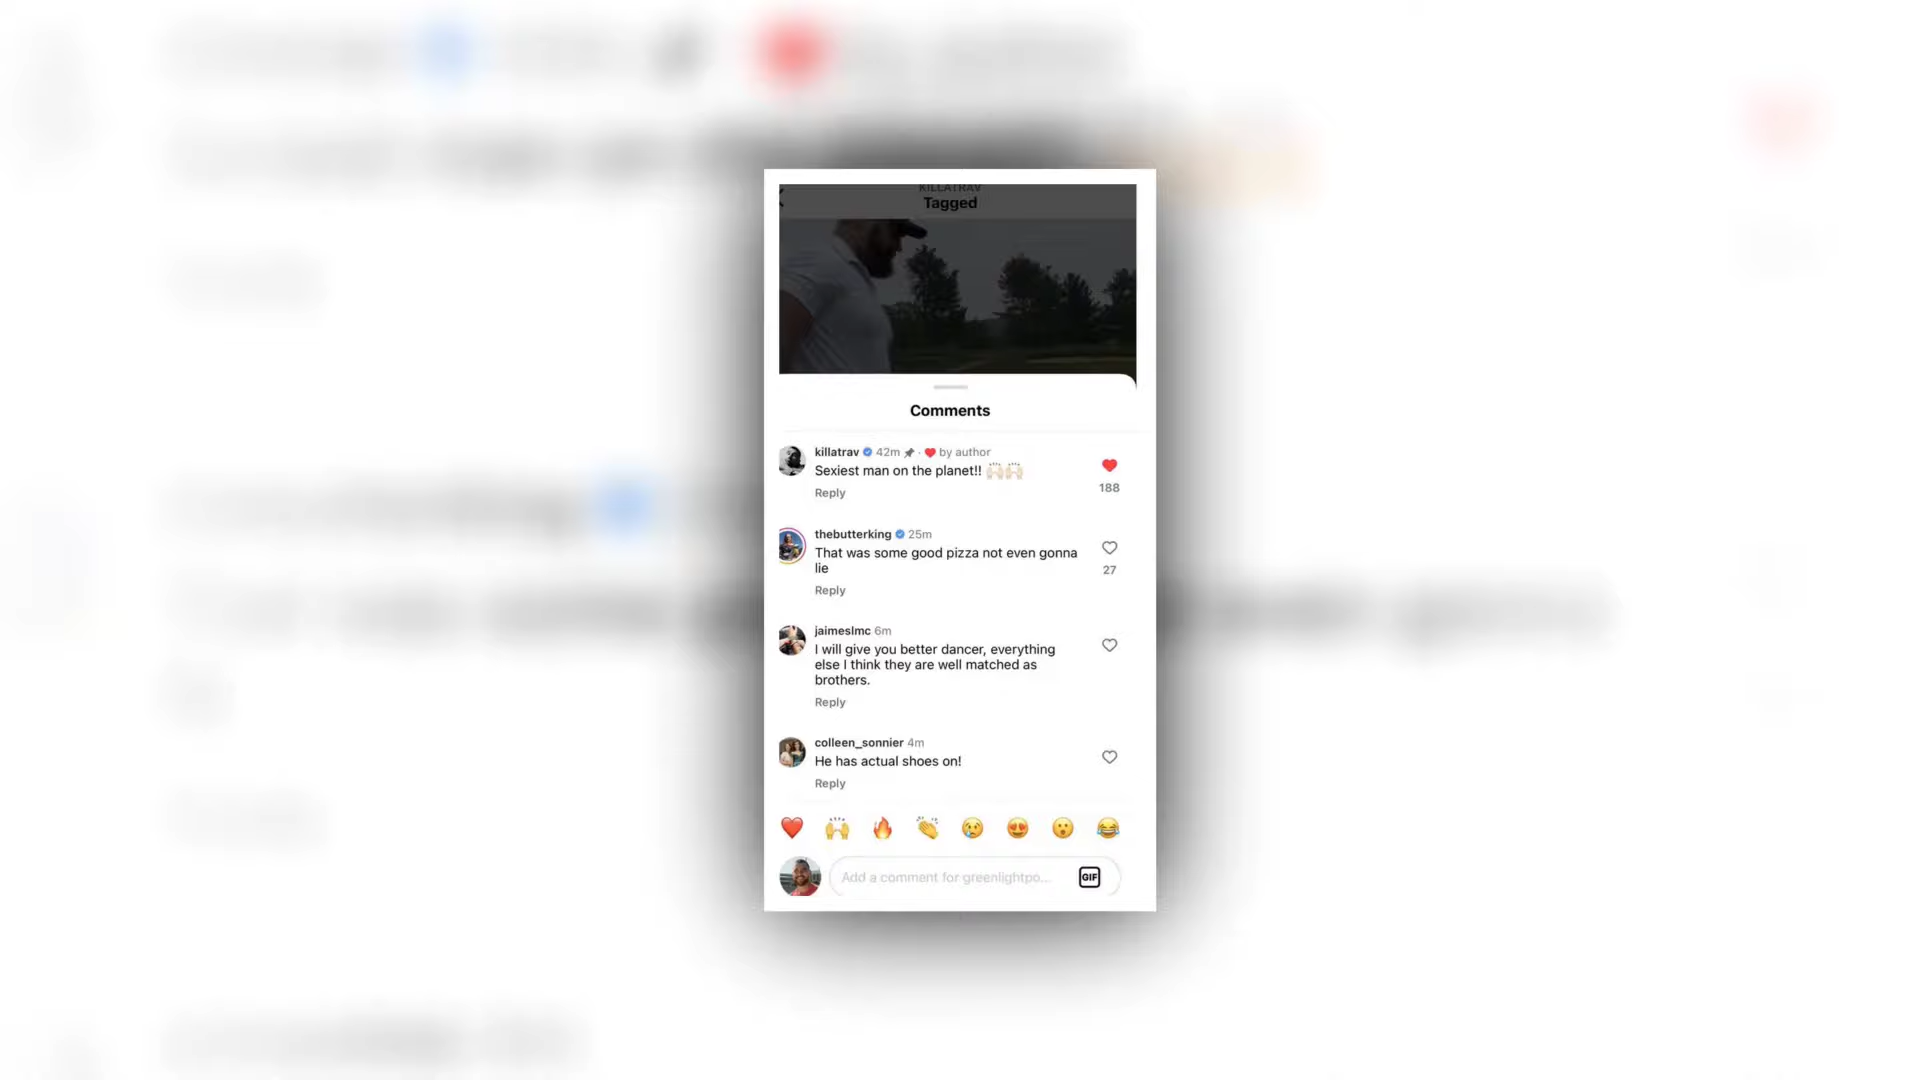 KILLATRAV
Tagged
Comments
killatrav 42m · ❤️ by author
Sexiest man on the planet!! 🙌🏻🙌🏻
188
Reply
thebutterking 25m
That was some good pizza not even gonna
lie
27
Reply
jaimeslmc 6m
I will give you better dancer, everything
else I think they are well matched as
brothers.
Reply
colleen_sonnier 4m
He has actual shoes on!
Reply
❤️ 🙌 🔥 👏 😢 😍 😮 😂
Add a comment for greenlightpo...
GIF